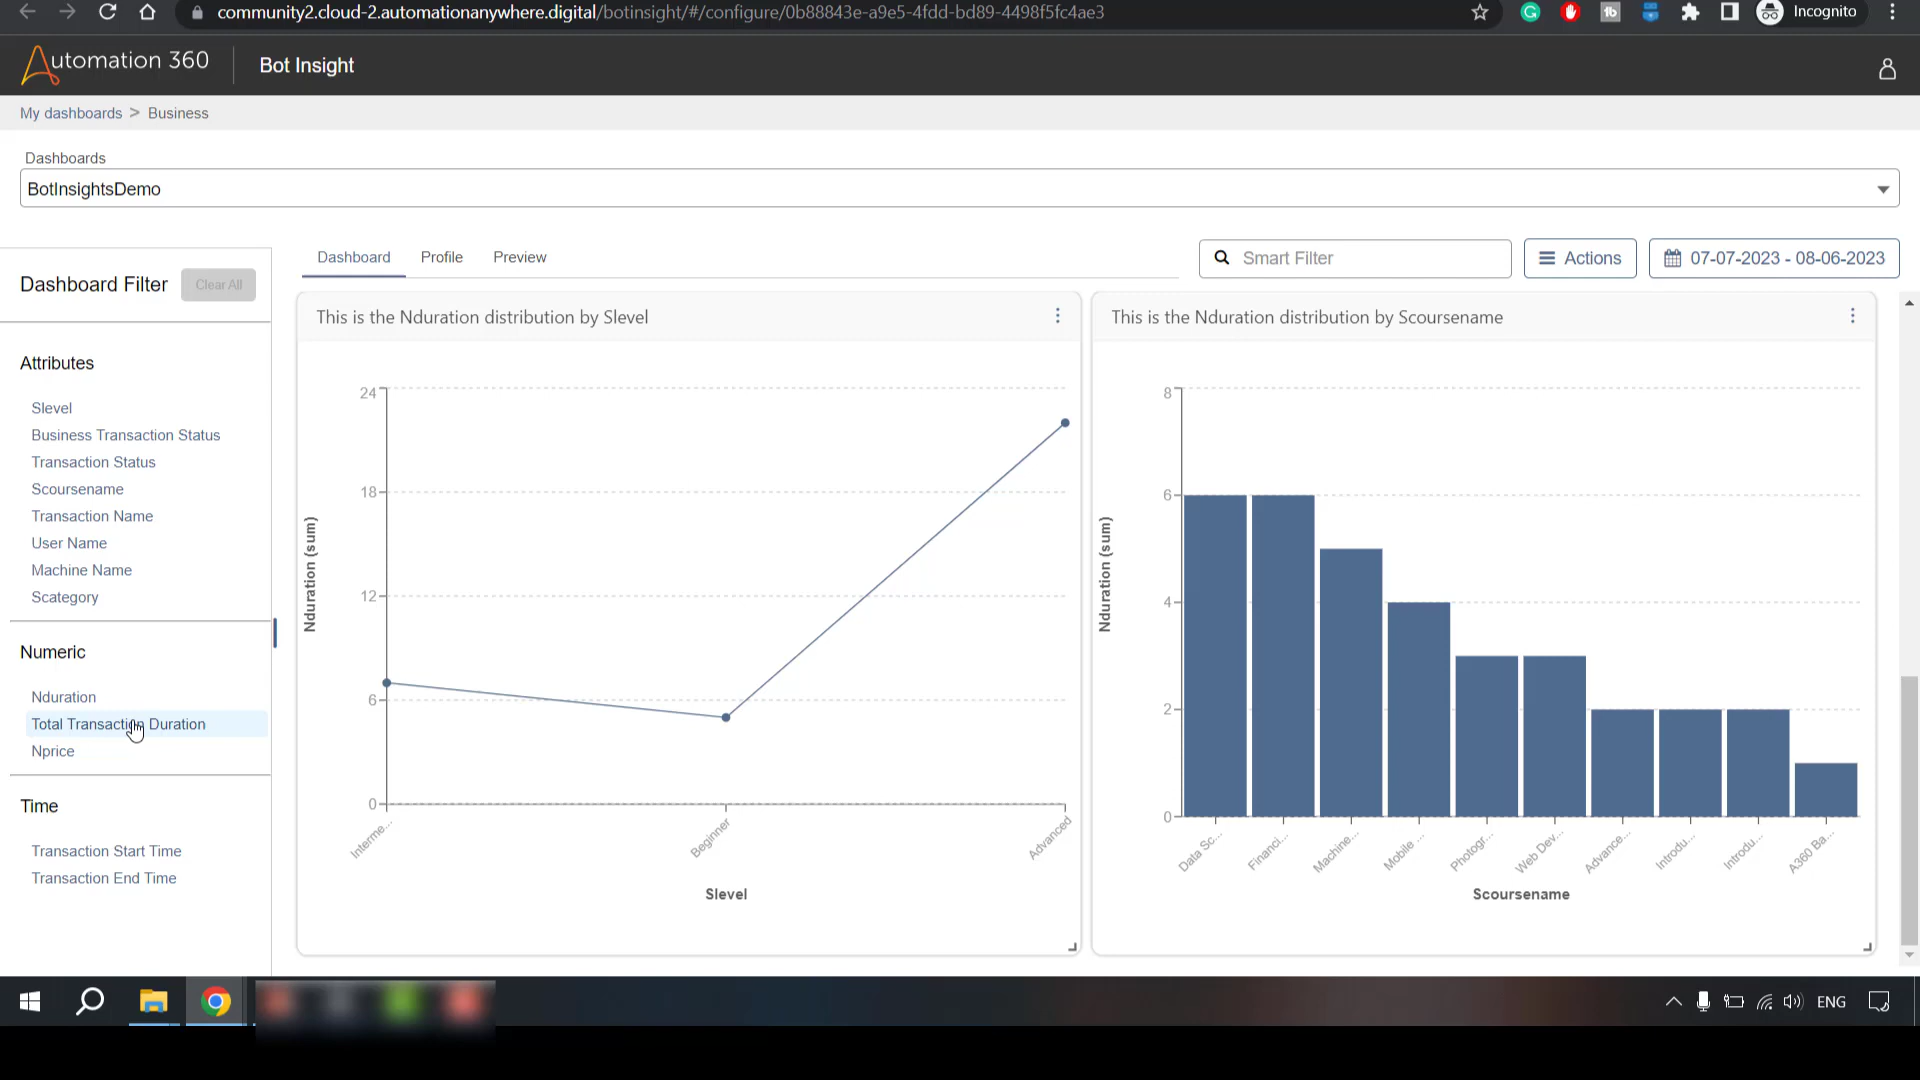 community2.cloud-2.automationanywhere.digital/botinsight/#/configure/0b88843e-a9e5-4fdd-bd89-4498f5fc4ae3
Incognito
Automation 360
Bot Insight
My dashboards > Business
Dashboards
BotInsightsDemo
Dashboard Filter
Clear All
Dashboard
Profile
Preview
Smart Filter
Actions
07-07-2023 - 08-06-2023
Attributes
Slevel
Business Transaction Status
Transaction Status
Scoursename
Transaction Name
User Name
Machine Name
Scategory
Numeric
Nduration
Total Transaction Duration
Nprice
Time
Transaction Start Time
Transaction End Time
This is the Nduration distribution by Slevel
Nduration (sum)
24
18
12
6
0
Interme...
Beginner
Advanced
Slevel
This is the Nduration distribution by Scoursename
Nduration (sum)
8
6
4
2
0
Data Sc...
Financi...
Machine...
Mobile ...
Photogr...
Web Dev...
Advance...
Introdu...
Introdu...
A360 Ba...
Scoursename
ENG